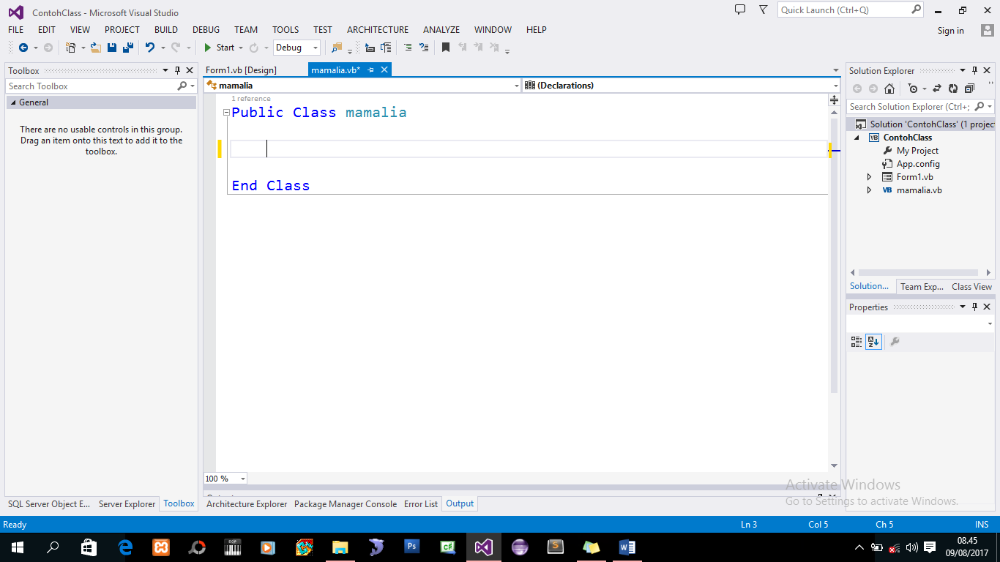 ContohClass - Microsoft Visual Studio
Quick Launch (Ctrl+Q)
FILE EDIT VIEW PROJECT BUILD DEBUG TEAM TOOLS TEST ARCHITECTURE ANALYZE WINDOW HELP
Sign in
Start
Debug
Toolbox
Search Toolbox
General
There are no usable controls in this group.
Drag an item onto this text to add it to the
toolbox.
Form1.vb [Design]
mamalia.vb*
mamalia
(Declarations)
1 reference
Public Class mamalia
End Class
100 %
Solution Explorer
Search Solution Explorer (Ctrl+;
Solution 'ContohClass' (1 project
VB ContohClass
My Project
App.config
Form1.vb
VB mamalia.vb
Solution... Team Exp... Class View
Properties
Activate Windows
Go to Settings to activate Windows.
SQL Server Object E... Server Explorer Toolbox
Architecture Explorer Package Manager Console Error List Output
Ready
Ln 3
Col 5
Ch 5
INS
EOP
Ps
C#
S
W
08.45
09/08/2017